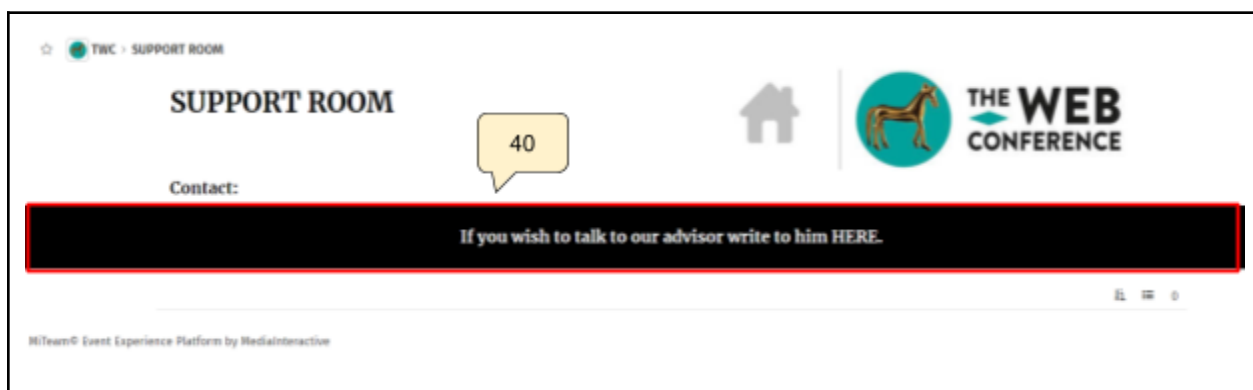 TWC > SUPPORT ROOM
SUPPORT ROOM
THE WEB
CONFERENCE
40
Contact:
If you wish to talk to our advisor write to him HERE.
0
MiTeam© Event Experience Platform by MediaInteractive